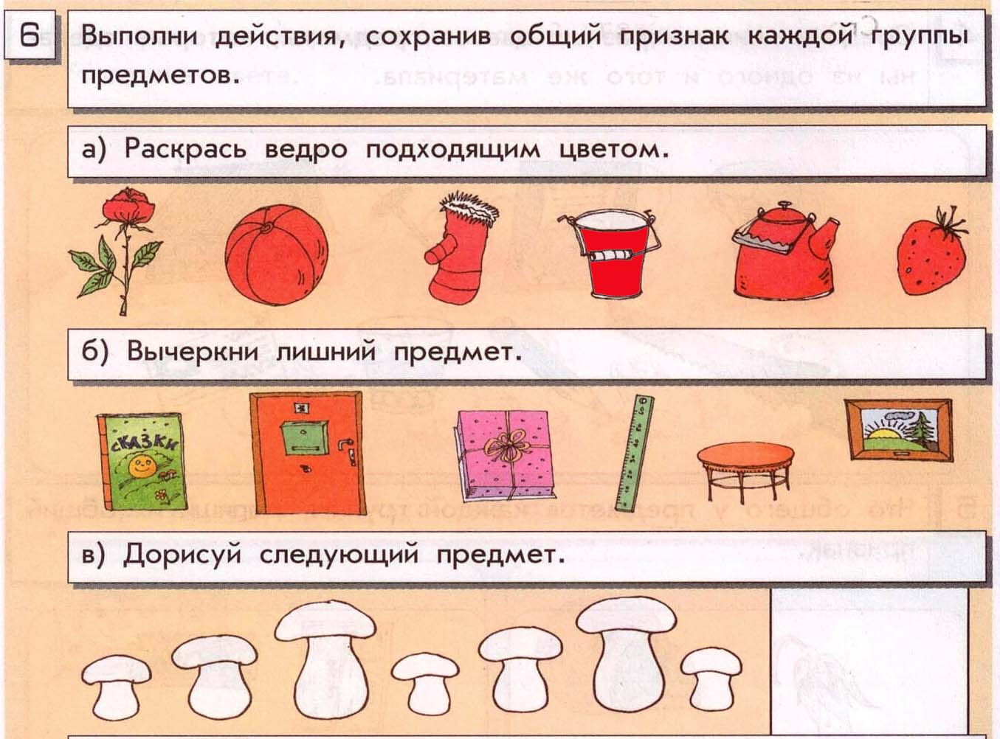 6
Выполни действия, сохранив общий признак каждой группы
предметов.
а) Раскрась ведро подходящим цветом.
б) Вычеркни лишний предмет.
СКАЗКИ
в) Дорисуй следующий предмет.